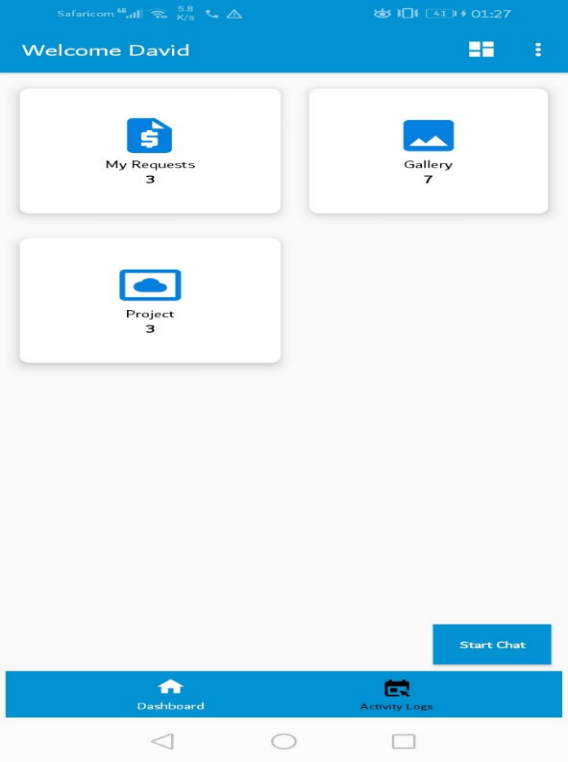 Safaricom 4G 5.8 K/s 41 01:27
Welcome David
My Requests
3
Gallery
7
Project
3
Start Chat
Dashboard
Activity Logs